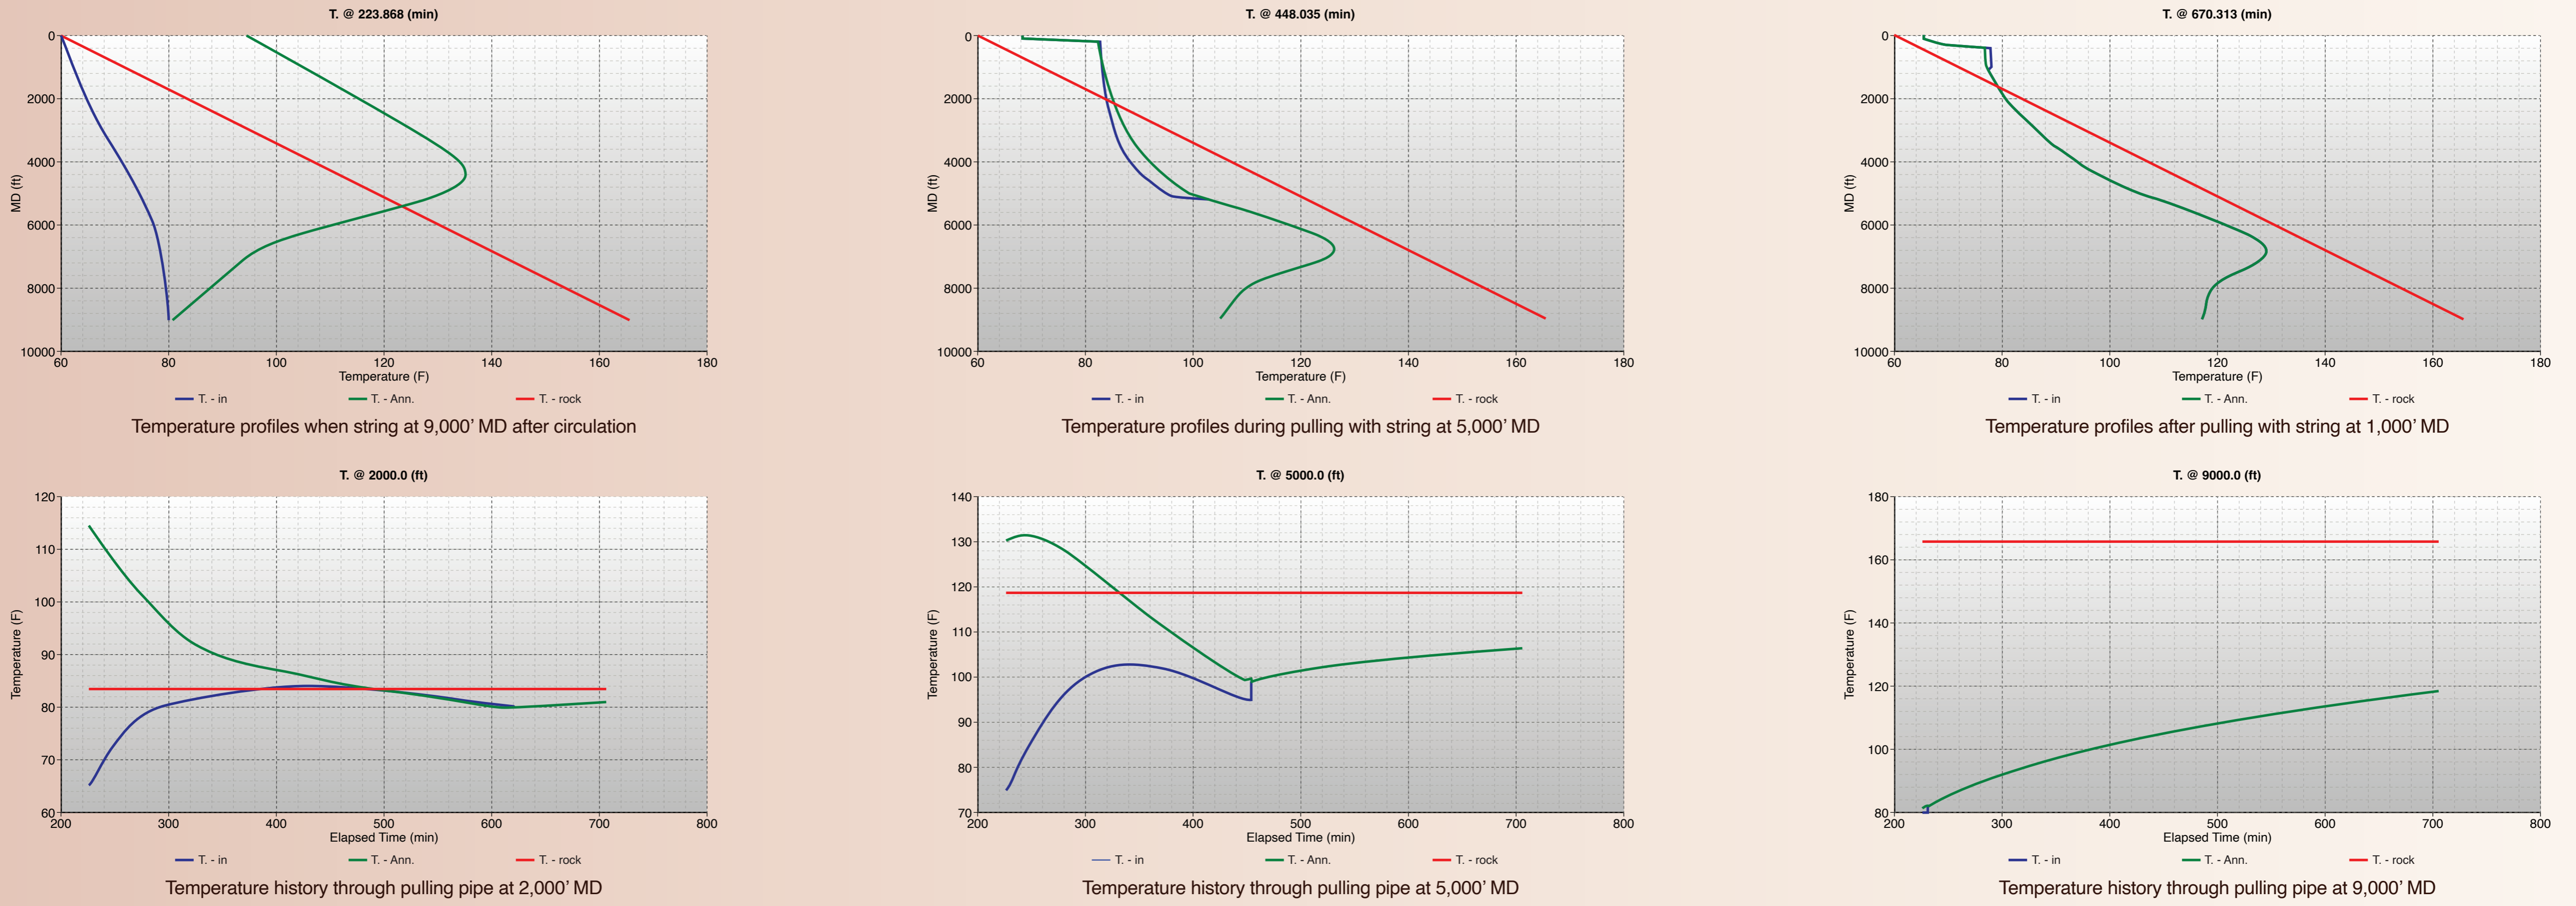 T. @ 223.868 (min)
0
2000
4000
6000
8000
10000
MD (ft)
60 80 100 120 140 160 180
Temperature (F)
T. - in T. - Ann. T. - rock
Temperature profiles when string at 9,000’ MD after circulation
T. @ 448.035 (min)
0
2000
4000
6000
8000
10000
MD (ft)
60 80 100 120 140 160 180
Temperature (F)
T. - in T. - Ann. T. - rock
Temperature profiles during pulling with string at 5,000’ MD
T. @ 670.313 (min)
0
2000
4000
6000
8000
10000
MD (ft)
60 80 100 120 140 160 180
Temperature (F)
T. - in T. - Ann. T. - rock
Temperature profiles after pulling with string at 1,000’ MD
T. @ 2000.0 (ft)
120
110
100
90
80
70
60
Temperature (F)
200 300 400 500 600 700 800
Elapsed Time (min)
T. - in T. - Ann. T. - rock
Temperature history through pulling pipe at 2,000’ MD
T. @ 5000.0 (ft)
140
130
120
110
100
90
80
70
Temperature (F)
200 300 400 500 600 700 800
Elapsed Time (min)
T. - in T. - Ann. T. - rock
Temperature history through pulling pipe at 5,000’ MD
T. @ 9000.0 (ft)
180
160
140
120
100
80
Temperature (F)
200 300 400 500 600 700 800
Elapsed Time (min)
T. - in T. - Ann. T. - rock
Temperature history through pulling pipe at 9,000’ MD